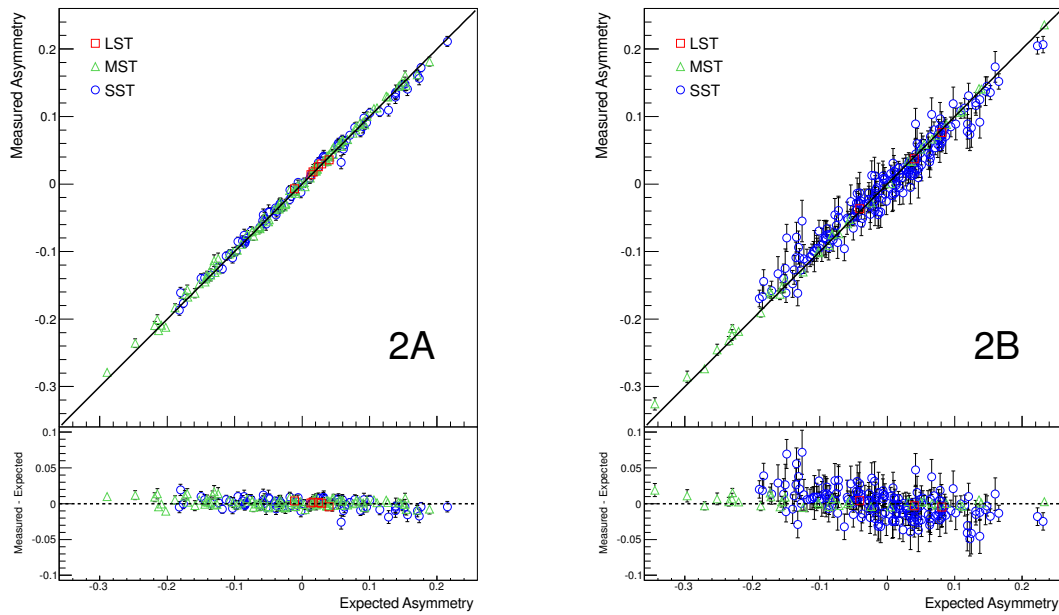 Measured Asymmetry
0.2
0.1
0
-0.1
-0.2
-0.3
LST
MST
SST
2A
Measured - Expected
0.1
0.05
0
-0.05
-0.1
-0.3 -0.2 -0.1 0 0.1 0.2
Expected Asymmetry
Measured Asymmetry
0.2
0.1
0
-0.1
-0.2
-0.3
LST
MST
SST
2B
Measured - Expected
0.1
0.05
0
-0.05
-0.1
-0.3 -0.2 -0.1 0 0.1 0.2
Expected Asymmetry